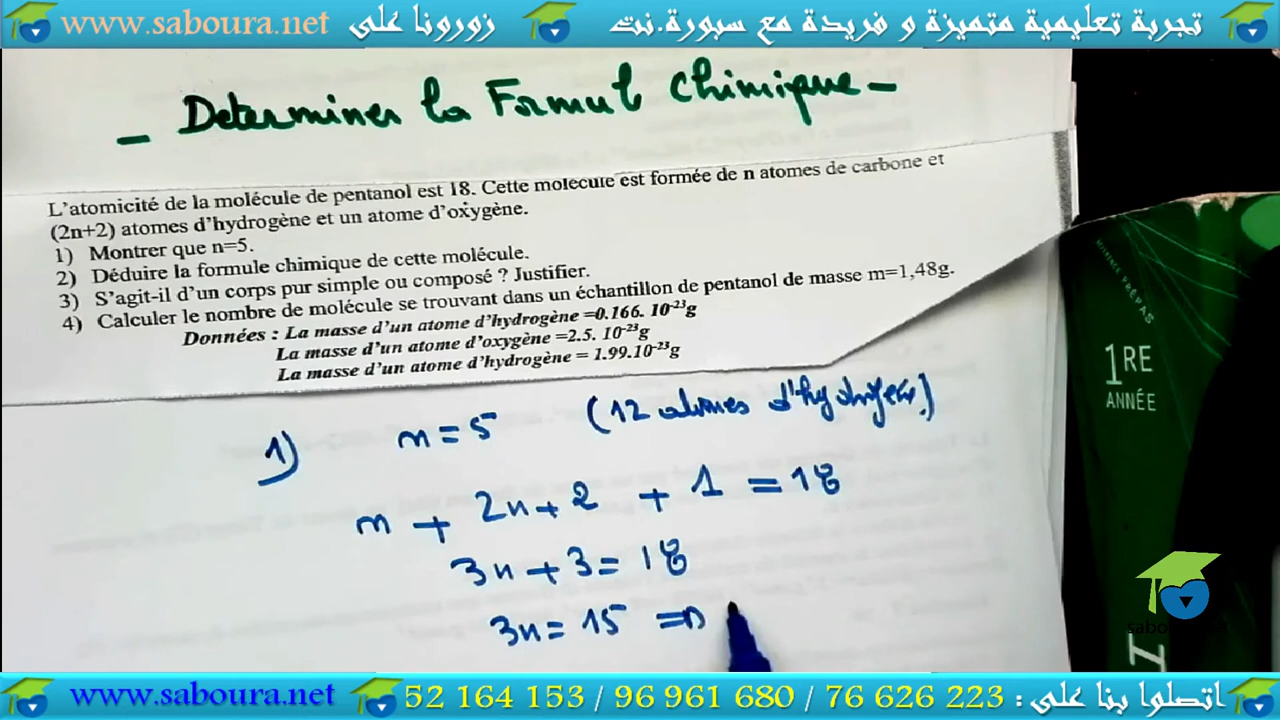 www.saboura.net زورونا على تجربة تعليمية متميزة و فريدة مع سبورة.نت
_ Determiner la Formul chimique _
L'atomicité de la molécule de pentanol est 18. Cette molécule est formée de n atomes de carbone et
(2n+2) atomes d'hydrogène et un atome d'oxygène.
1) Montrer que n=5.
2) Déduire la formule chimique de cette molécule.
3) S'agit-il d'un corps pur simple ou composé ? Justifier.
4) Calculer le nombre de molécule se trouvant dans un échantillon de pentanol de masse m=1,48g.
Données : La masse d'un atome d'hydrogène =0.166. 10⁻²³g
La masse d'un atome d'oxygène =2.5. 10⁻²³g
La masse d'un atome d'hydrogène = 1.99.10⁻²³g
1) n = 5 (12 atomes d'hydrogène)
n + 2n + 2 + 1 = 18
3n + 3 = 18
3n = 15 =>
PRÉPAS
1RE
ANNÉE
I
www.saboura.net 52 164 153 / 96 961 680 / 76 626 223 : اتصلوا بنا على